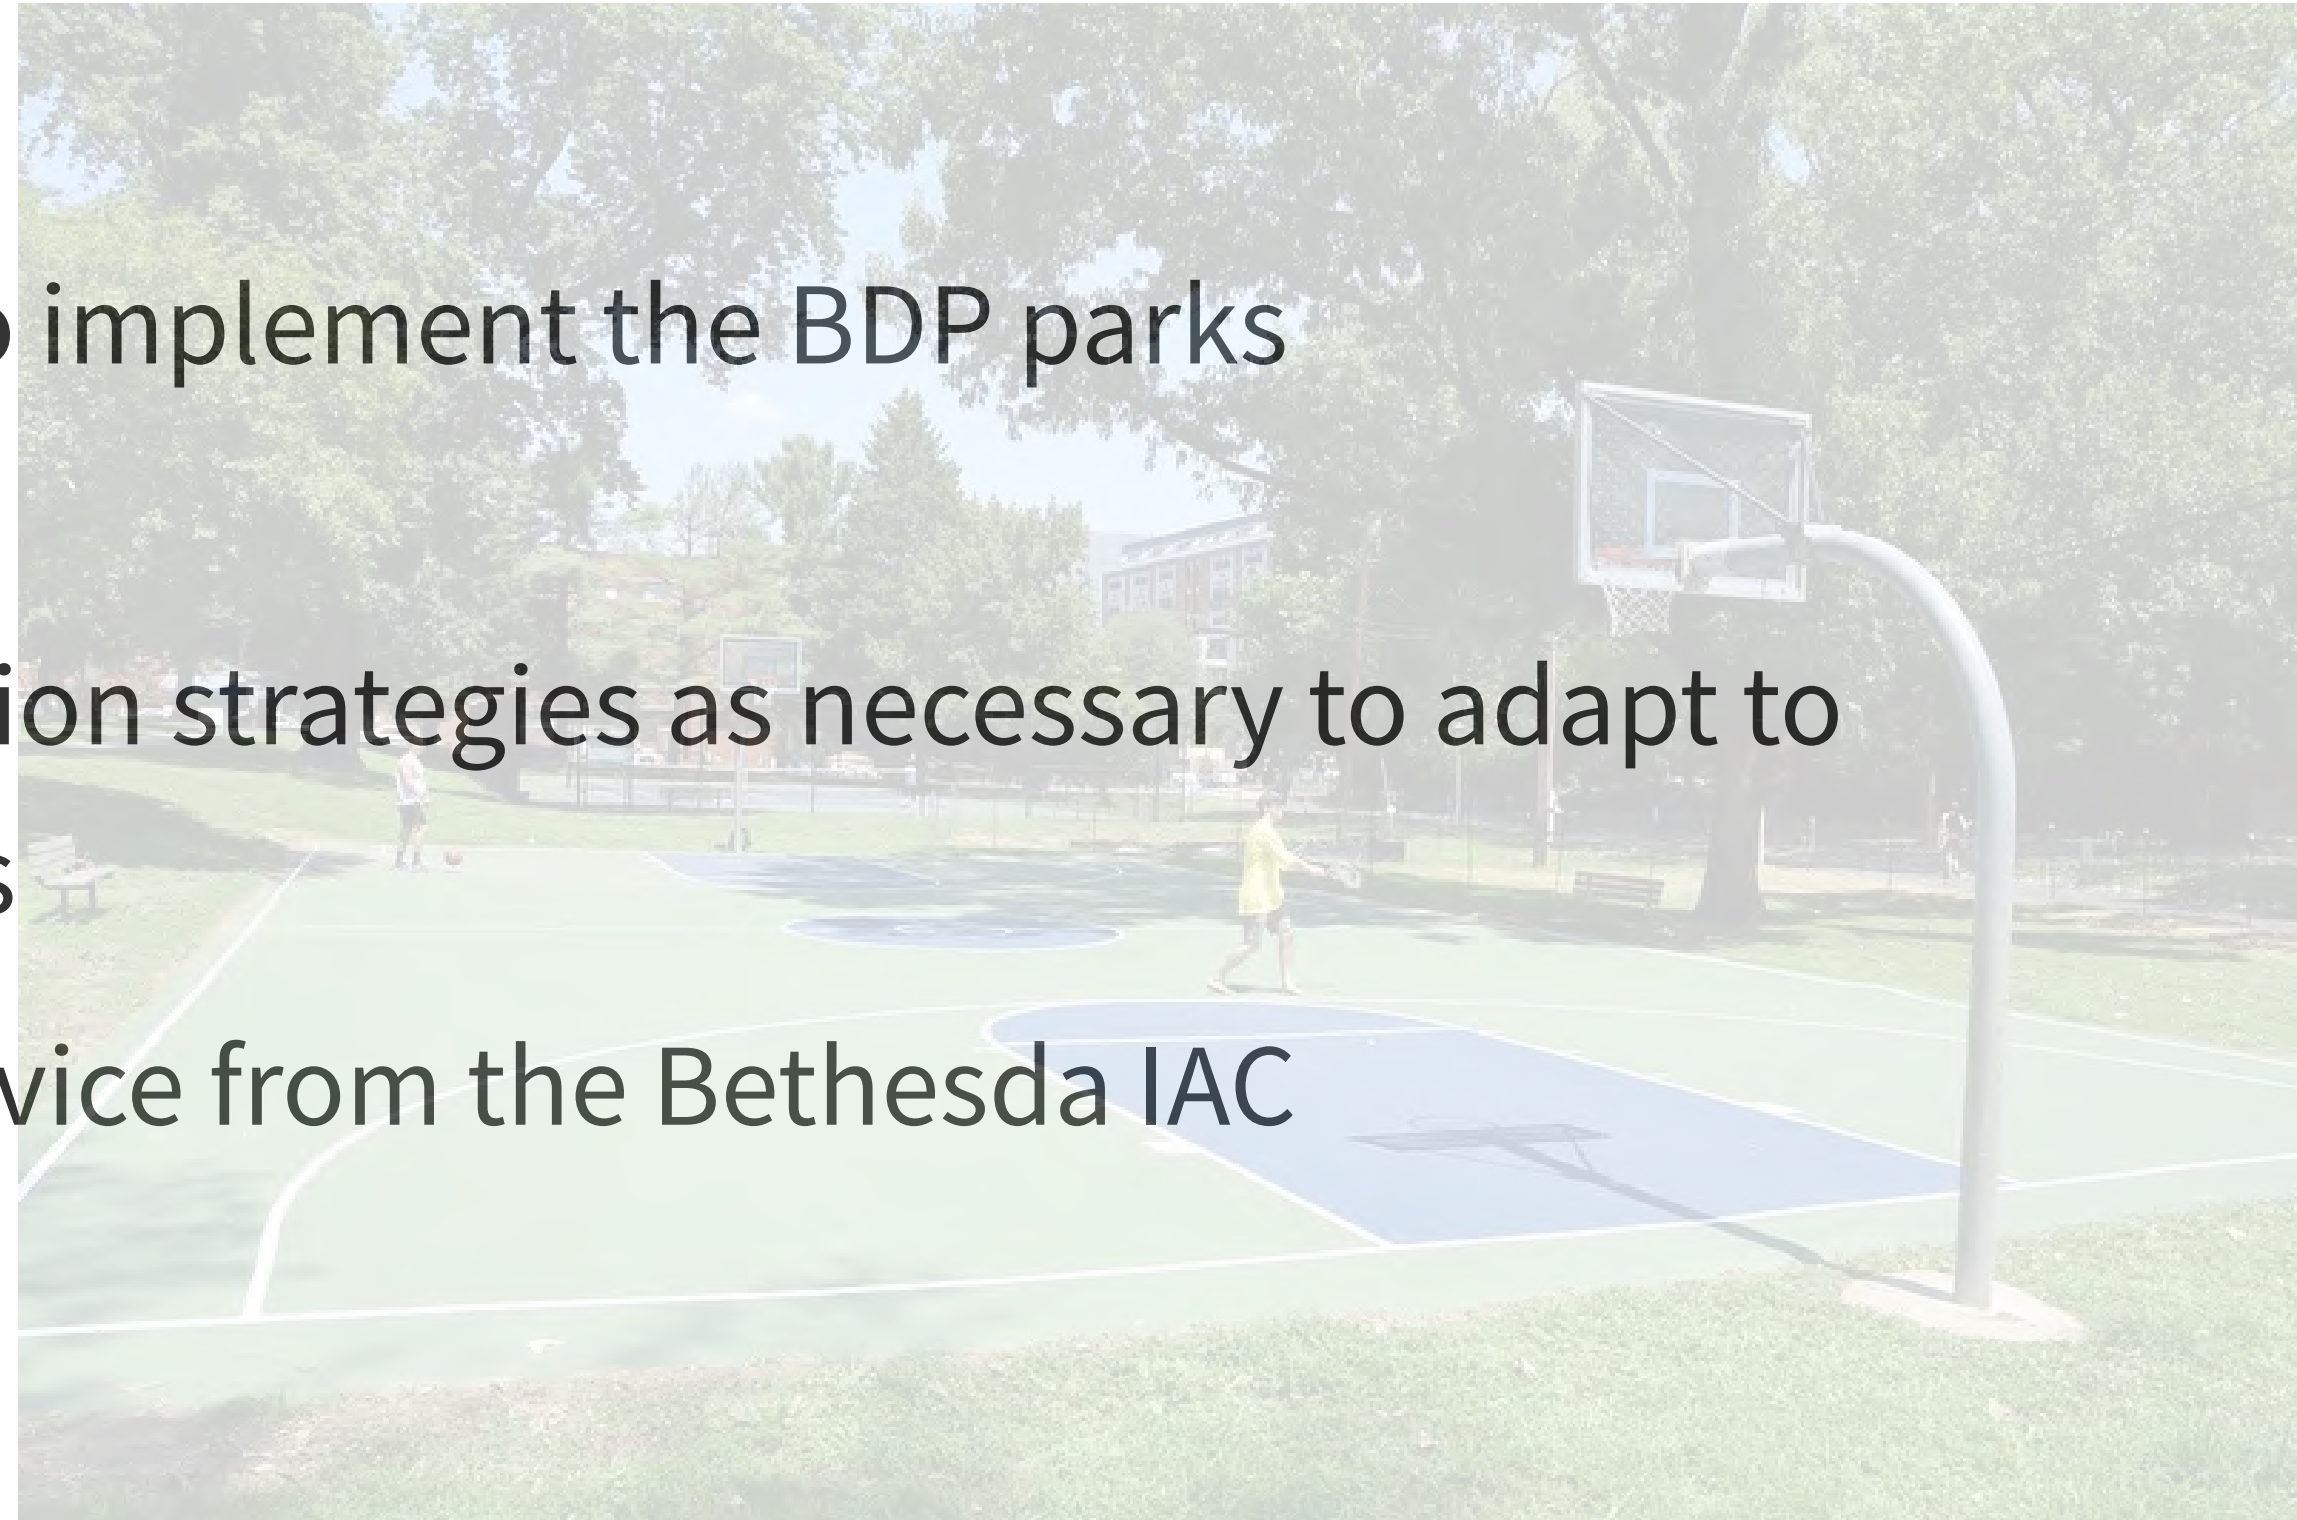 implement the BDP parks
ion strategies as necessary to adapt to
s
vice from the Bethesda IAC